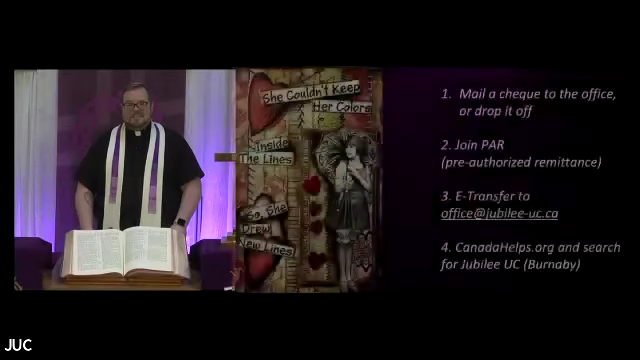 She Couldn't Keep
Her Colors
Inside
The Lines
So, She
Drew
New Lines
1. Mail a cheque to the office,
or drop it off
2. Join PAR
(pre-authorized remittance)
3. E-Transfer to
office@jubilee-uc.ca
4. CanadaHelps.org and search
for Jubilee UC (Burnaby)
JUC